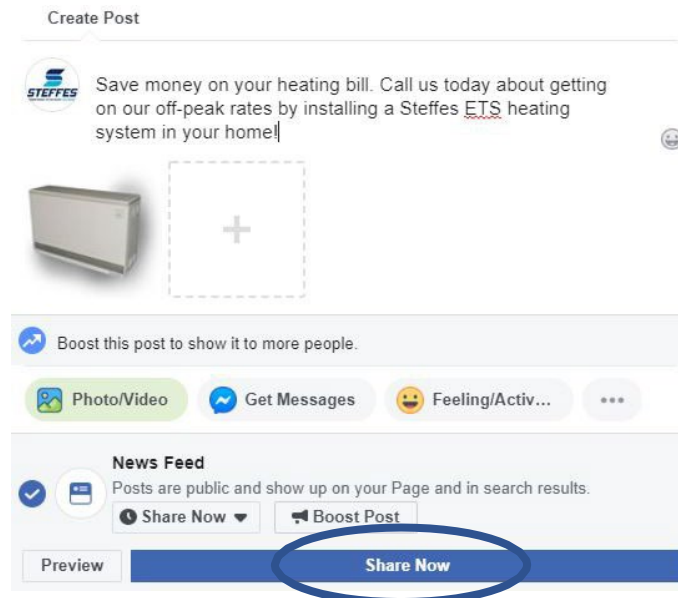 Create Post
STEFFES
Save money on your heating bill. Call us today about getting
on our off-peak rates by installing a Steffes ETS heating
system in your home!
Boost this post to show it to more people.
Photo/Video
Get Messages
Feeling/Activ...
News Feed
Posts are public and show up on your Page and in search results.
Share Now
Boost Post
Preview
Share Now